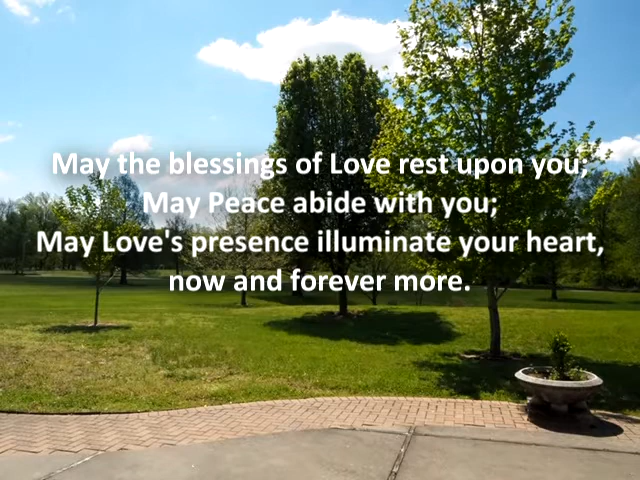 May the blessings of Love rest upon you;
May Peace abide with you;
May Love's presence illuminate your heart,
now and forever more.